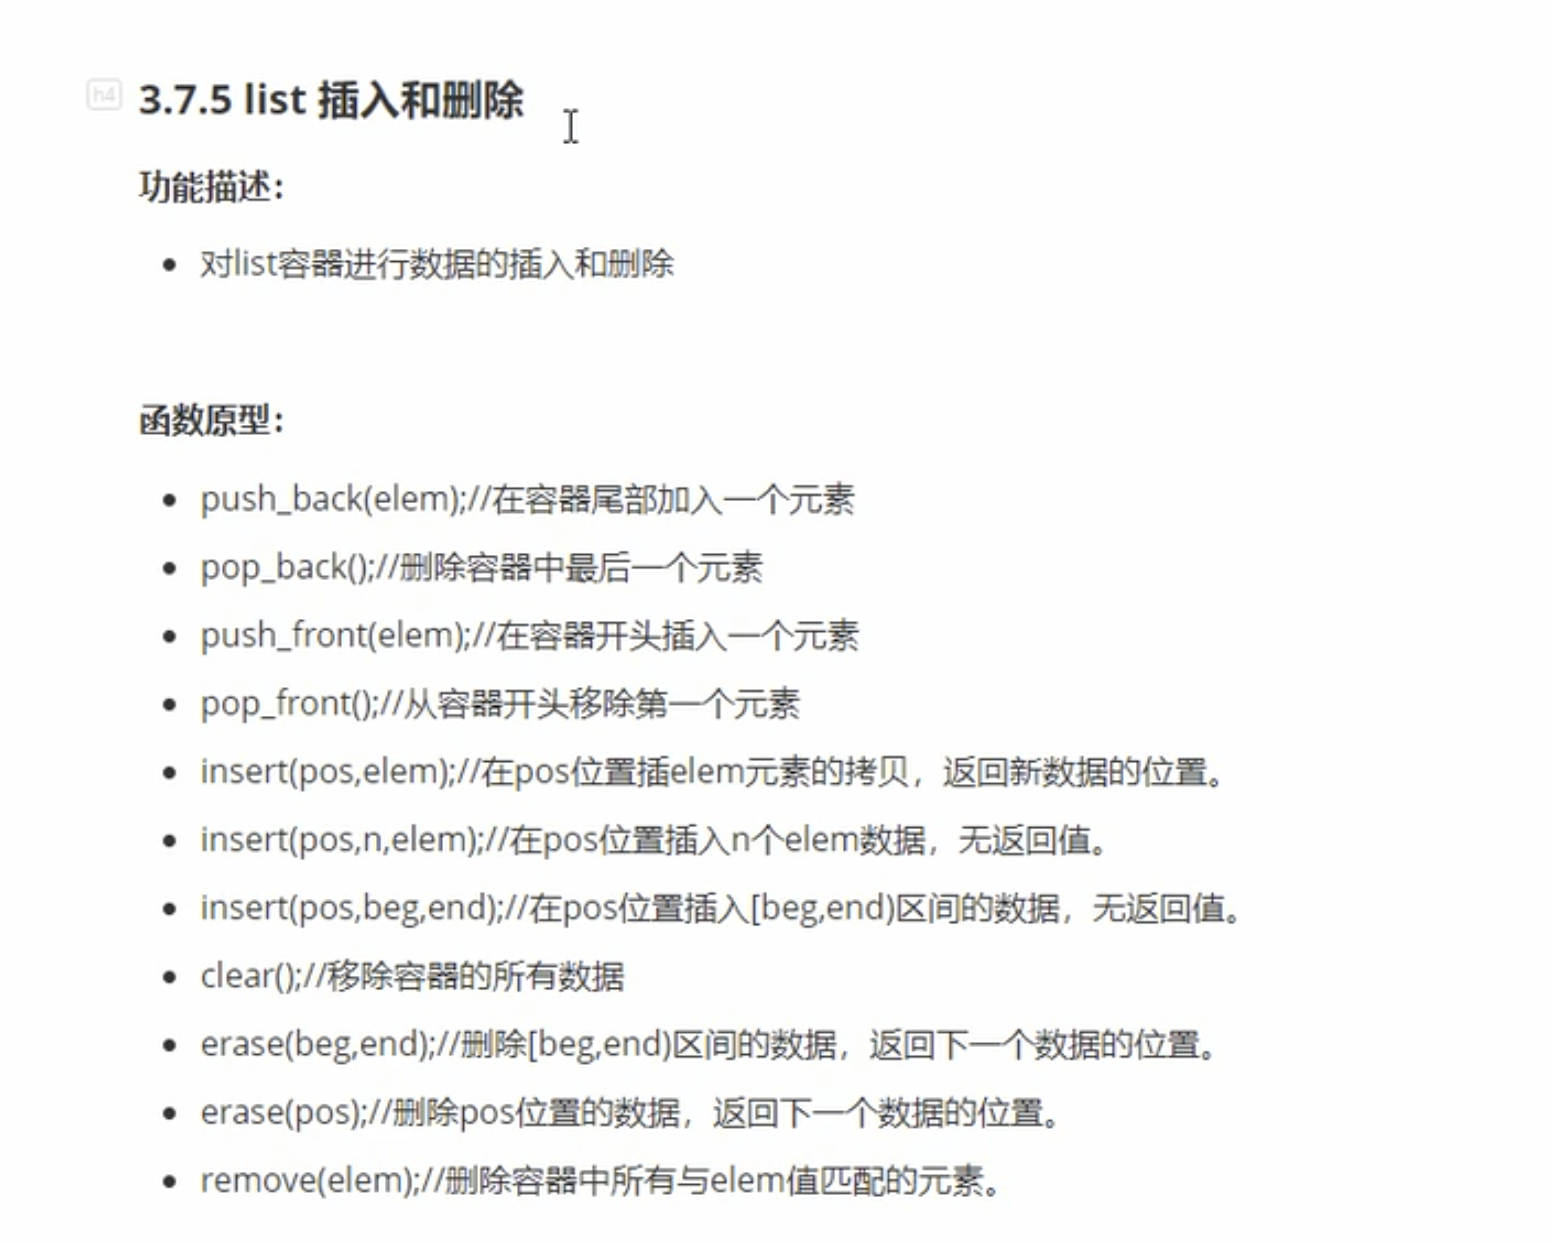 h4
3.7.5 list 插入和删除
功能描述：
对list容器进行数据的插入和删除
函数原型：
push_back(elem);//在容器尾部加入一个元素
pop_back();//删除容器中最后一个元素
push_front(elem);//在容器开头插入一个元素
pop_front();//从容器开头移除第一个元素
insert(pos,elem);//在pos位置插elem元素的拷贝，返回新数据的位置。
insert(pos,n,elem);//在pos位置插入n个elem数据，无返回值。
insert(pos,beg,end);//在pos位置插入[beg,end)区间的数据，无返回值。
clear();//移除容器的所有数据
erase(beg,end);//删除[beg,end)区间的数据，返回下一个数据的位置。
erase(pos);//删除pos位置的数据，返回下一个数据的位置。
remove(elem);//删除容器中所有与elem值匹配的元素。